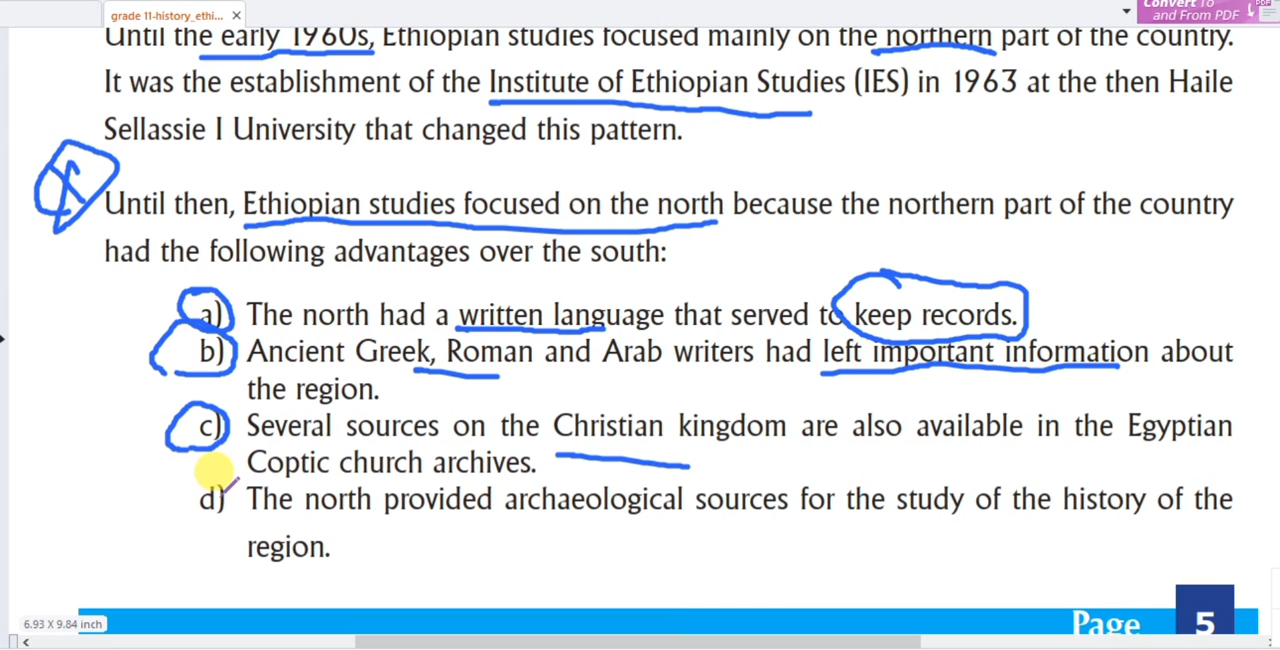 grade 11-history_ethi...
Convert To
and From PDF
PDF
Until the early 1960s, Ethiopian studies focused mainly on the northern part of the country.
It was the establishment of the Institute of Ethiopian Studies (IES) in 1963 at the then Haile
Sellassie I University that changed this pattern.
Until then, Ethiopian studies focused on the north because the northern part of the country
had the following advantages over the south:
a) The north had a written language that served to keep records.
b) Ancient Greek, Roman and Arab writers had left important information about
the region.
c) Several sources on the Christian kingdom are also available in the Egyptian
Coptic church archives.
d) The north provided archaeological sources for the study of the history of the
region.
Page 5
6.93 X 9.84 inch